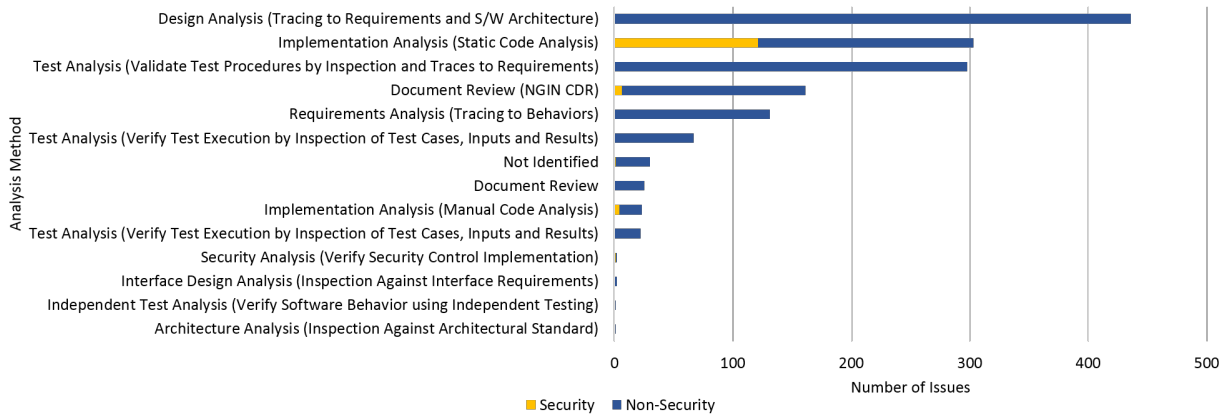 Design Analysis (Tracing to Requirements and S/W Architecture)
Implementation Analysis (Static Code Analysis)
Test Analysis (Validate Test Procedures by Inspection and Traces to Requirements)
Document Review (NGIN CDR)
Requirements Analysis (Tracing to Behaviors)
Test Analysis (Verify Test Execution by Inspection of Test Cases, Inputs and Results)
Not Identified
Document Review
Implementation Analysis (Manual Code Analysis)
Test Analysis (Verify Test Execution by Inspection of Test Cases, Inputs and Results)
Security Analysis (Verify Security Control Implementation)
Interface Design Analysis (Inspection Against Interface Requirements)
Independent Test Analysis (Verify Software Behavior using Independent Testing)
Architecture Analysis (Inspection Against Architectural Standard)
Analysis Method
0 100 200 300 400 500
Number of Issues
Security Non-Security